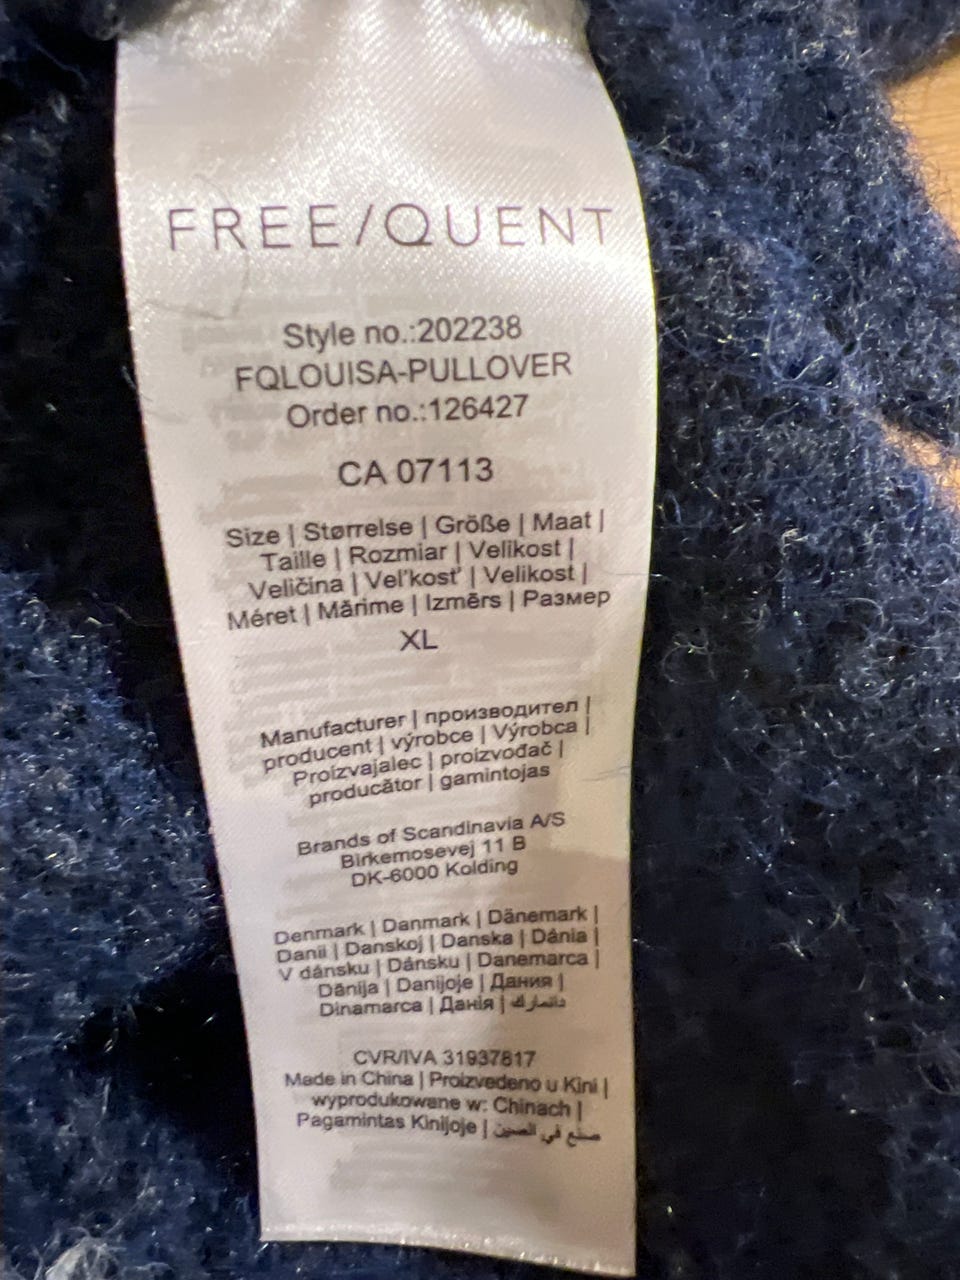 FREE/QUENT
Style no.:202238
FQLOUISA-PULLOVER
Order no.:126427
CA 07113
Size | Størrelse | Größe | Maat |
Taille | Rozmiar | Velikost |
Veličina | Veľkosť | Velikost |
Méret | Mărime | Izmērs | Размер
XL
Manufacturer | производител |
producent | výrobce | Výrobca |
Proizvajalec | proizvođač |
producător | gamintojas
Brands of Scandinavia A/S
Birkemosevej 11 B
DK-6000 Kolding
Denmark | Danmark | Dänemark |
Danii | Danskoj | Danska | Dánia |
V dánsku | Dánsku | Danemarca |
Dānija | Danijoje | Дания |
Dinamarca | Данія | دانمارك
CVR/IVA 31937817
Made in China | Proizvedeno u Kini |
wyprodukowane w: Chinach |
Pagamintas Kinijoje | صنع في الصين